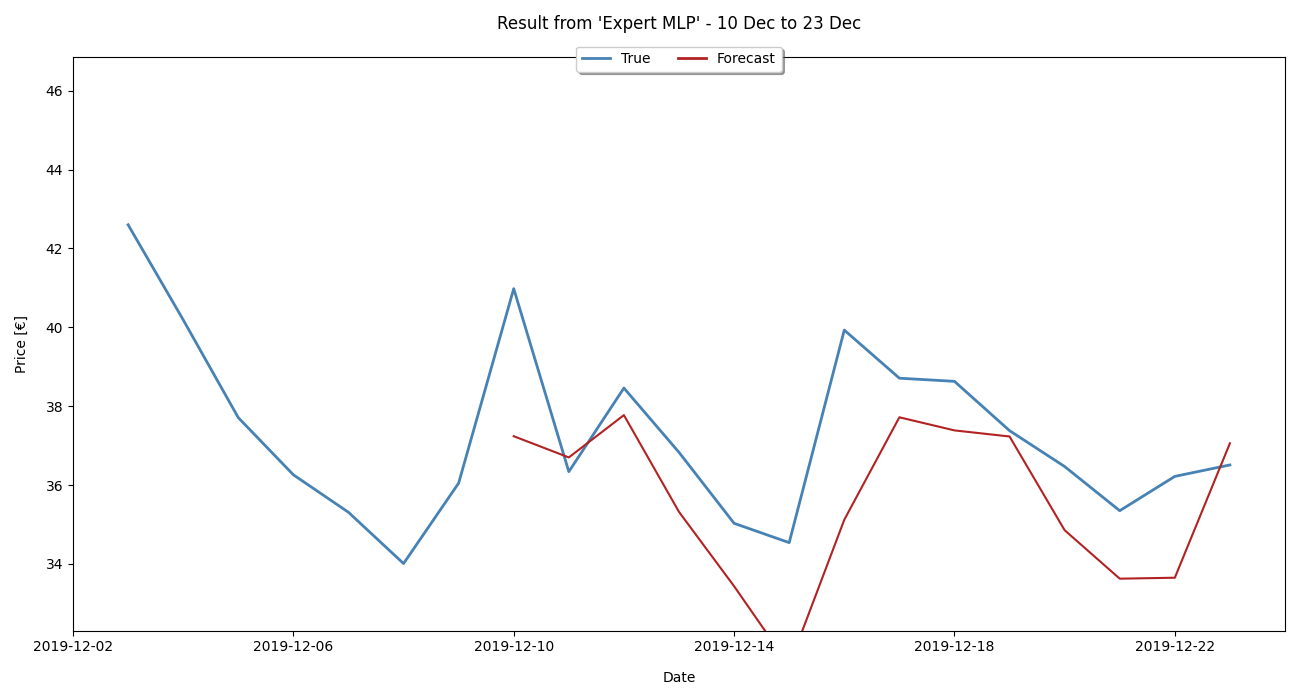 Result from 'Expert MLP' - 10 Dec to 23 Dec
True Forecast
46
44
42
40
38
36
34
Price [€]
2019-12-02 2019-12-06 2019-12-10 2019-12-14 2019-12-18 2019-12-22
Date